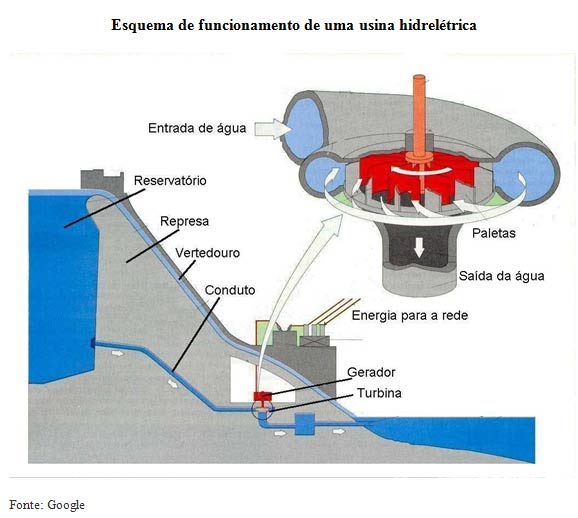 Esquema de funcionamento de uma usina hidrelétrica
Entrada de água
Reservatório
Represa
Vertedouro
Conduto
Paletas
Saída da água
Energia para a rede
Gerador
Turbina
Fonte: Google